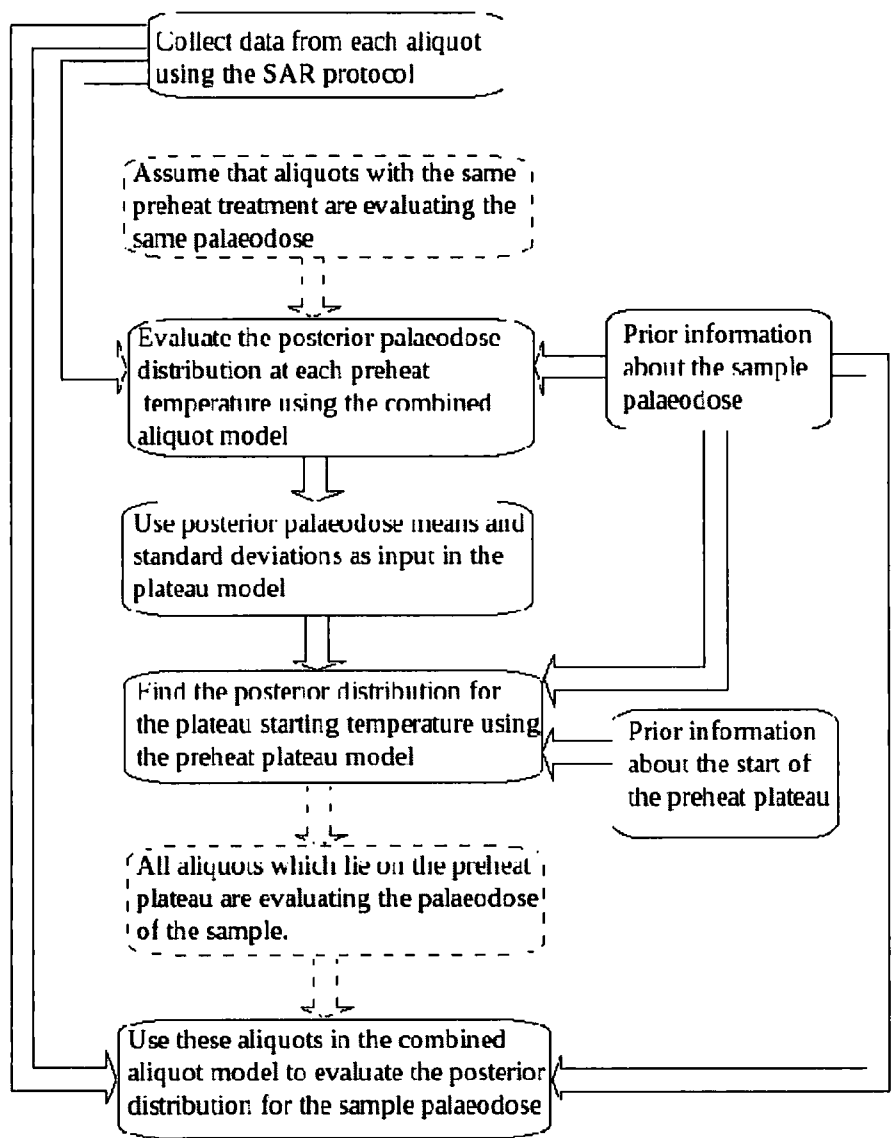 Collect data from each aliquot
using the SAR protocol
Assume that aliquots with the same
preheat treatment are evaluating the
same palaeodose
Evaluate the posterior palaeodose
distribution at each preheat
temperature using the combined
aliquot model
Prior information
about the sample
palaeodose
Use posterior palaeodose means and
standard deviations as input in the
plateau model
Find the posterior distribution for
the plateau starting temperature using
the preheat plateau model
Prior information
about the start of
the preheat plateau
All aliquots which lie on the preheat
plateau are evaluating the palaeodose
of the sample.
Use these aliquots in the combined
aliquot model to evaluate the posterior
distribution for the sample palaeodose